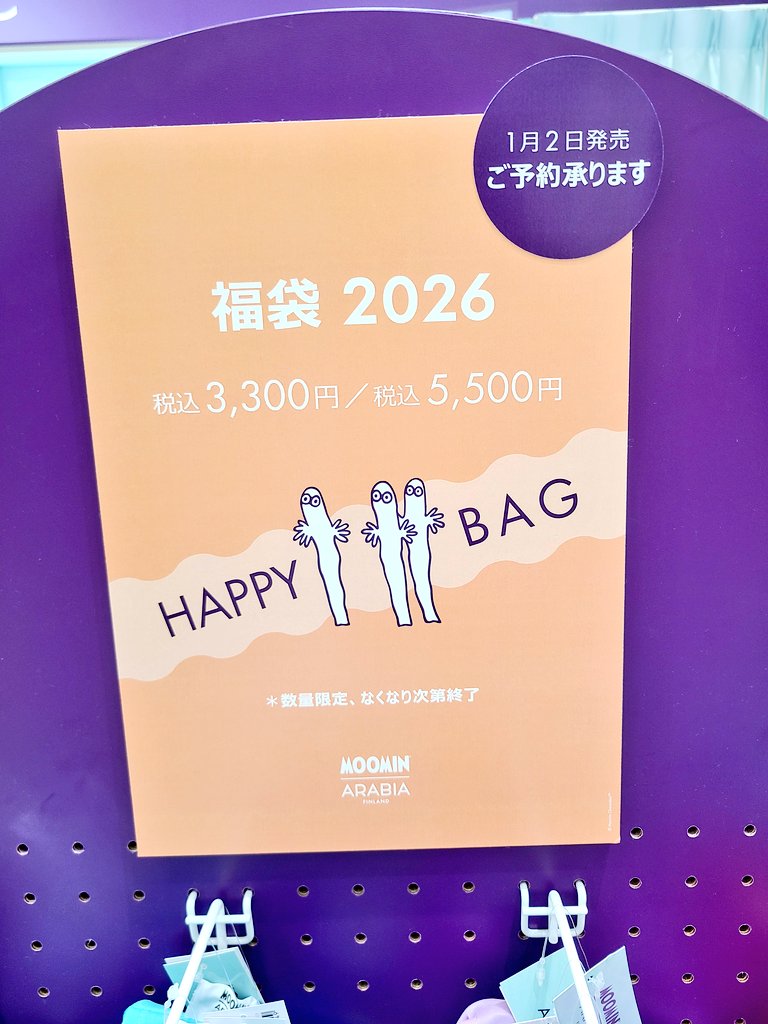 1月2日発売
ご予約承ります
福袋 2026
税込 3,300円／税込 5,500円
HAPPY BAG
＊数量限定、なくなり次第終了
MOOMIN
ARABIA
FINLAND
MOOMIN